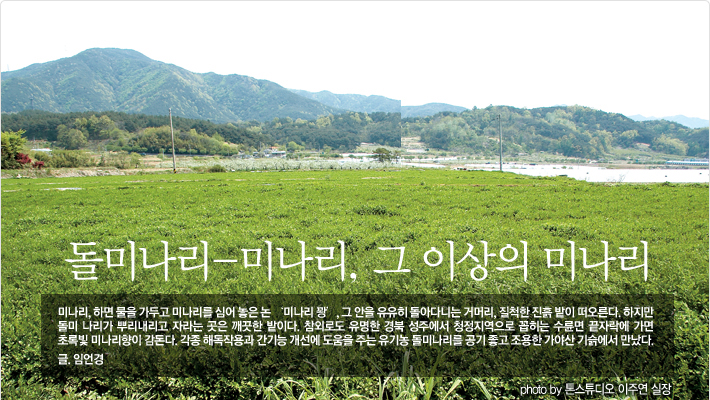 돌미나리-미나리, 그 이상의 미나리
미나리, 하면 물을 가두고 미나리를 심어 놓은 논 ‘미나리 꽝’, 그 안을 유유히 돌아다니는 거머리, 질척한 진흙 밭이 떠오른다. 하지만
돌미 나리가 뿌리내리고 자라는 곳은 깨끗한 밭이다. 참외로도 유명한 경북 성주에서 청정지역으로 꼽히는 수륜면 끝자락에 가면
초록빛 미나리향이 감돈다. 각종 해독작용과 간기능 개선에 도움을 주는 유기농 돌미나리를 공기 좋고 조용한 가야산 기슭에서 만났다.
글. 임언경
photo by 톤스튜디오 이주연 실장